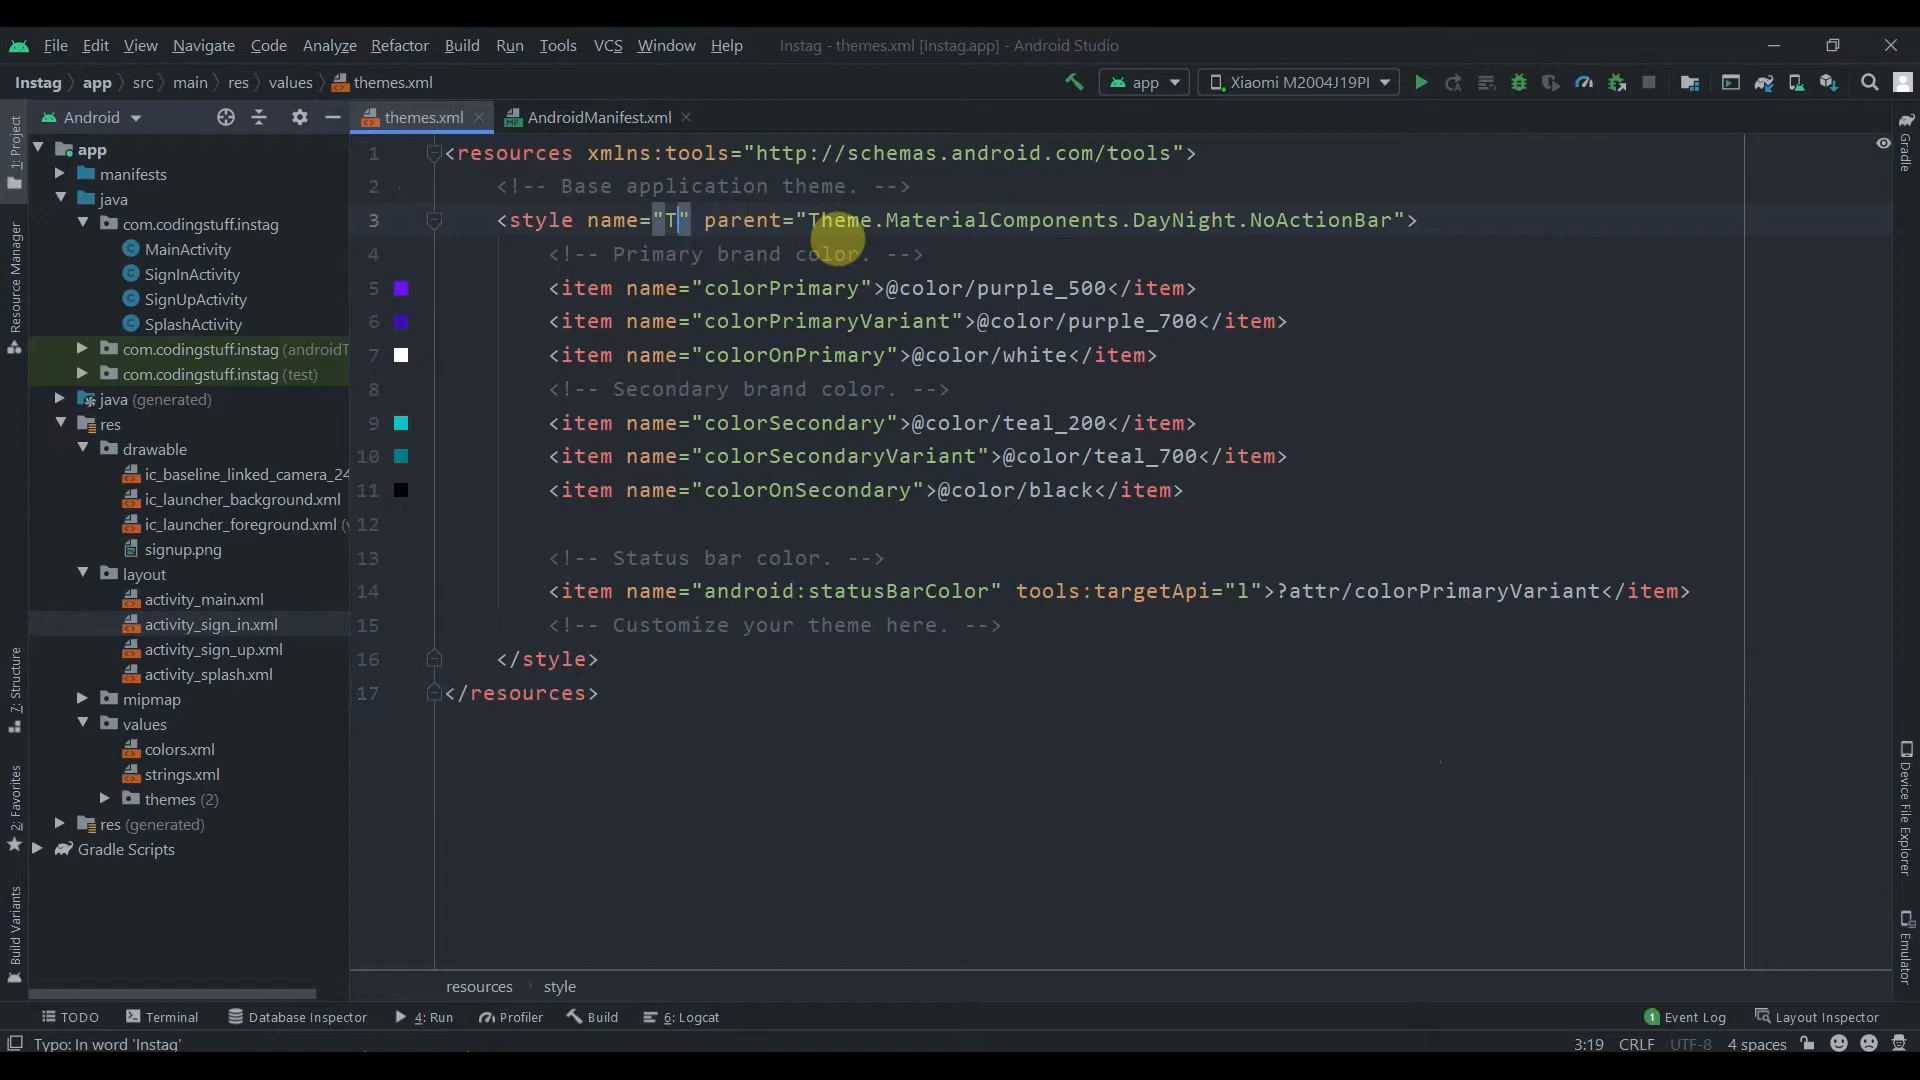 File Edit View Navigate Code Analyze Refactor Build Run Tools VCS Window Help Instag - themes.xml [Instag.app] - Android Studio
Instag app src main res values themes.xml app Xiaomi M2004J19PI
Android themes.xml AndroidManifest.xml
1: Project
Resource Manager
7: Structure
2: Favorites
Build Variants
app
manifests
java
com.codingstuff.instag
MainActivity
SignInActivity
SignUpActivity
SplashActivity
com.codingstuff.instag (androidT
com.codingstuff.instag (test)
java (generated)
res
drawable
ic_baseline_linked_camera_24
ic_launcher_background.xml
ic_launcher_foreground.xml (v
signup.png
layout
activity_main.xml
activity_sign_in.xml
activity_sign_up.xml
activity_splash.xml
mipmap
values
colors.xml
strings.xml
themes (2)
res (generated)
Gradle Scripts
1 <resources xmlns:tools="http://schemas.android.com/tools">
2 <!-- Base application theme. -->
3 <style name="T" parent="Theme.MaterialComponents.DayNight.NoActionBar">
4 <!-- Primary brand color. -->
5 <item name="colorPrimary">@color/purple_500</item>
6 <item name="colorPrimaryVariant">@color/purple_700</item>
7 <item name="colorOnPrimary">@color/white</item>
8 <!-- Secondary brand color. -->
9 <item name="colorSecondary">@color/teal_200</item>
10 <item name="colorSecondaryVariant">@color/teal_700</item>
11 <item name="colorOnSecondary">@color/black</item>
12
13 <!-- Status bar color. -->
14 <item name="android:statusBarColor" tools:targetApi="l">?attr/colorPrimaryVariant</item>
15 <!-- Customize your theme here. -->
16 </style>
17 </resources>
Gradle
Device File Explorer
Emulator
resources style
TODO Terminal Database Inspector 4: Run Profiler Build 6: Logcat 1 Event Log Layout Inspector
Typo: In word 'Instag' 3:19 CRLF UTF-8 4 spaces